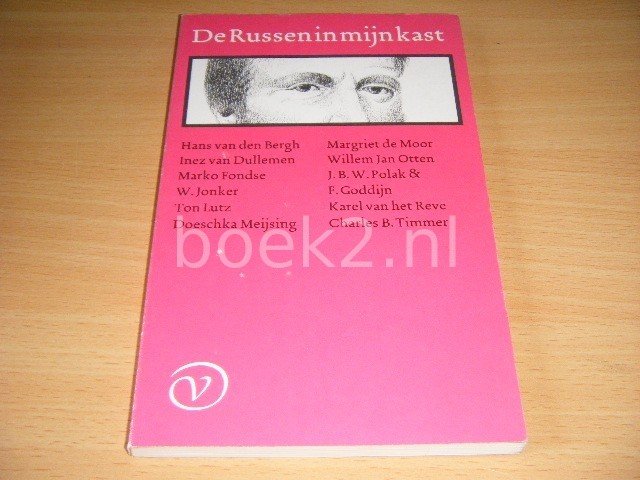 De Russen in mijn kast
Hans van den Bergh
Inez van Dullemen
Marko Fondse
W. Jonker
Ton Lutz
Doeschka Meijsing
Margriet de Moor
Willem Jan Otten
J. B. W. Polak &
F. Goddijn
Karel van het Reve
Charles B. Timmer
boek2.nl
V